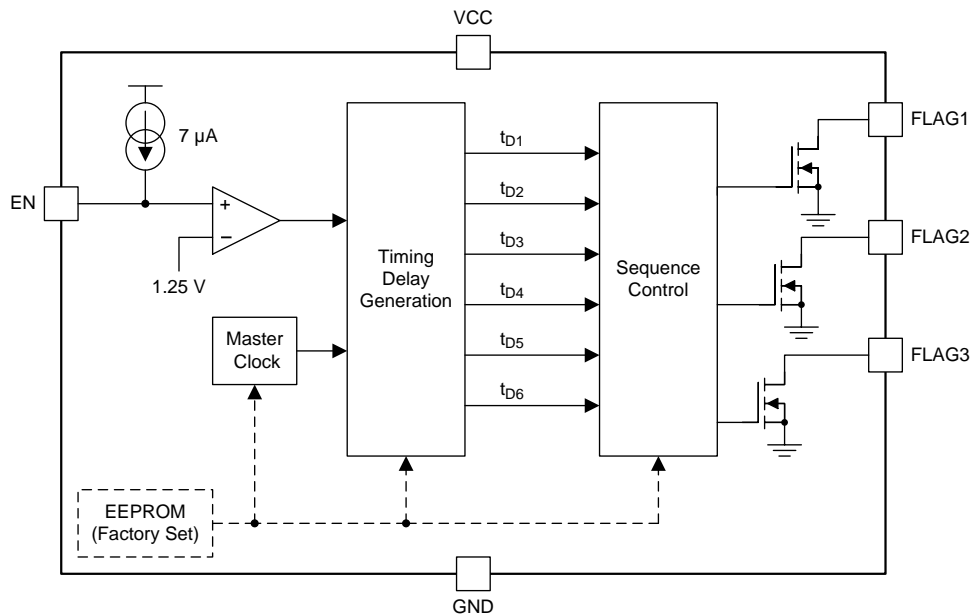 VCC
7 µA
FLAG1
EN
+
−
1.25 V
Timing
Delay
Generation
tD1
tD2
tD3
tD4
tD5
tD6
Sequence
Control
FLAG2
Master
Clock
FLAG3
EEPROM
(Factory Set)
GND